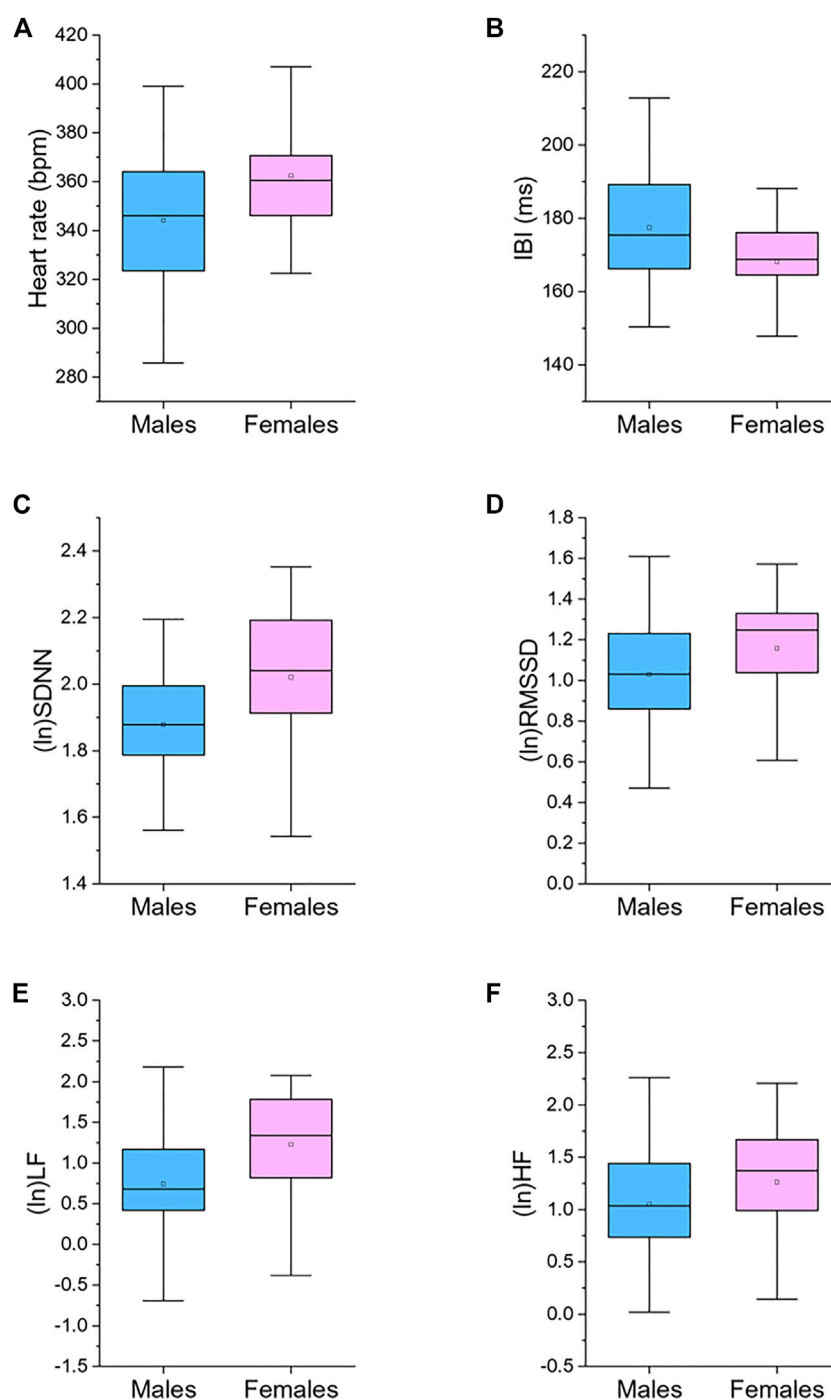 A
Heart rate (bpm)
420
400
380
360
340
320
300
280
Males Females
B
IBI (ms)
220
200
180
160
140
Males Females
C
(ln)SDNN
2.4
2.2
2.0
1.8
1.6
1.4
Males Females
D
(ln)RMSSD
1.8
1.6
1.4
1.2
1.0
0.8
0.6
0.4
0.2
0.0
Males Females
E
(ln)LF
3.0
2.5
2.0
1.5
1.0
0.5
0.0
-0.5
-1.0
-1.5
Males Females
F
(ln)HF
3.0
2.5
2.0
1.5
1.0
0.5
0.0
-0.5
Males Females